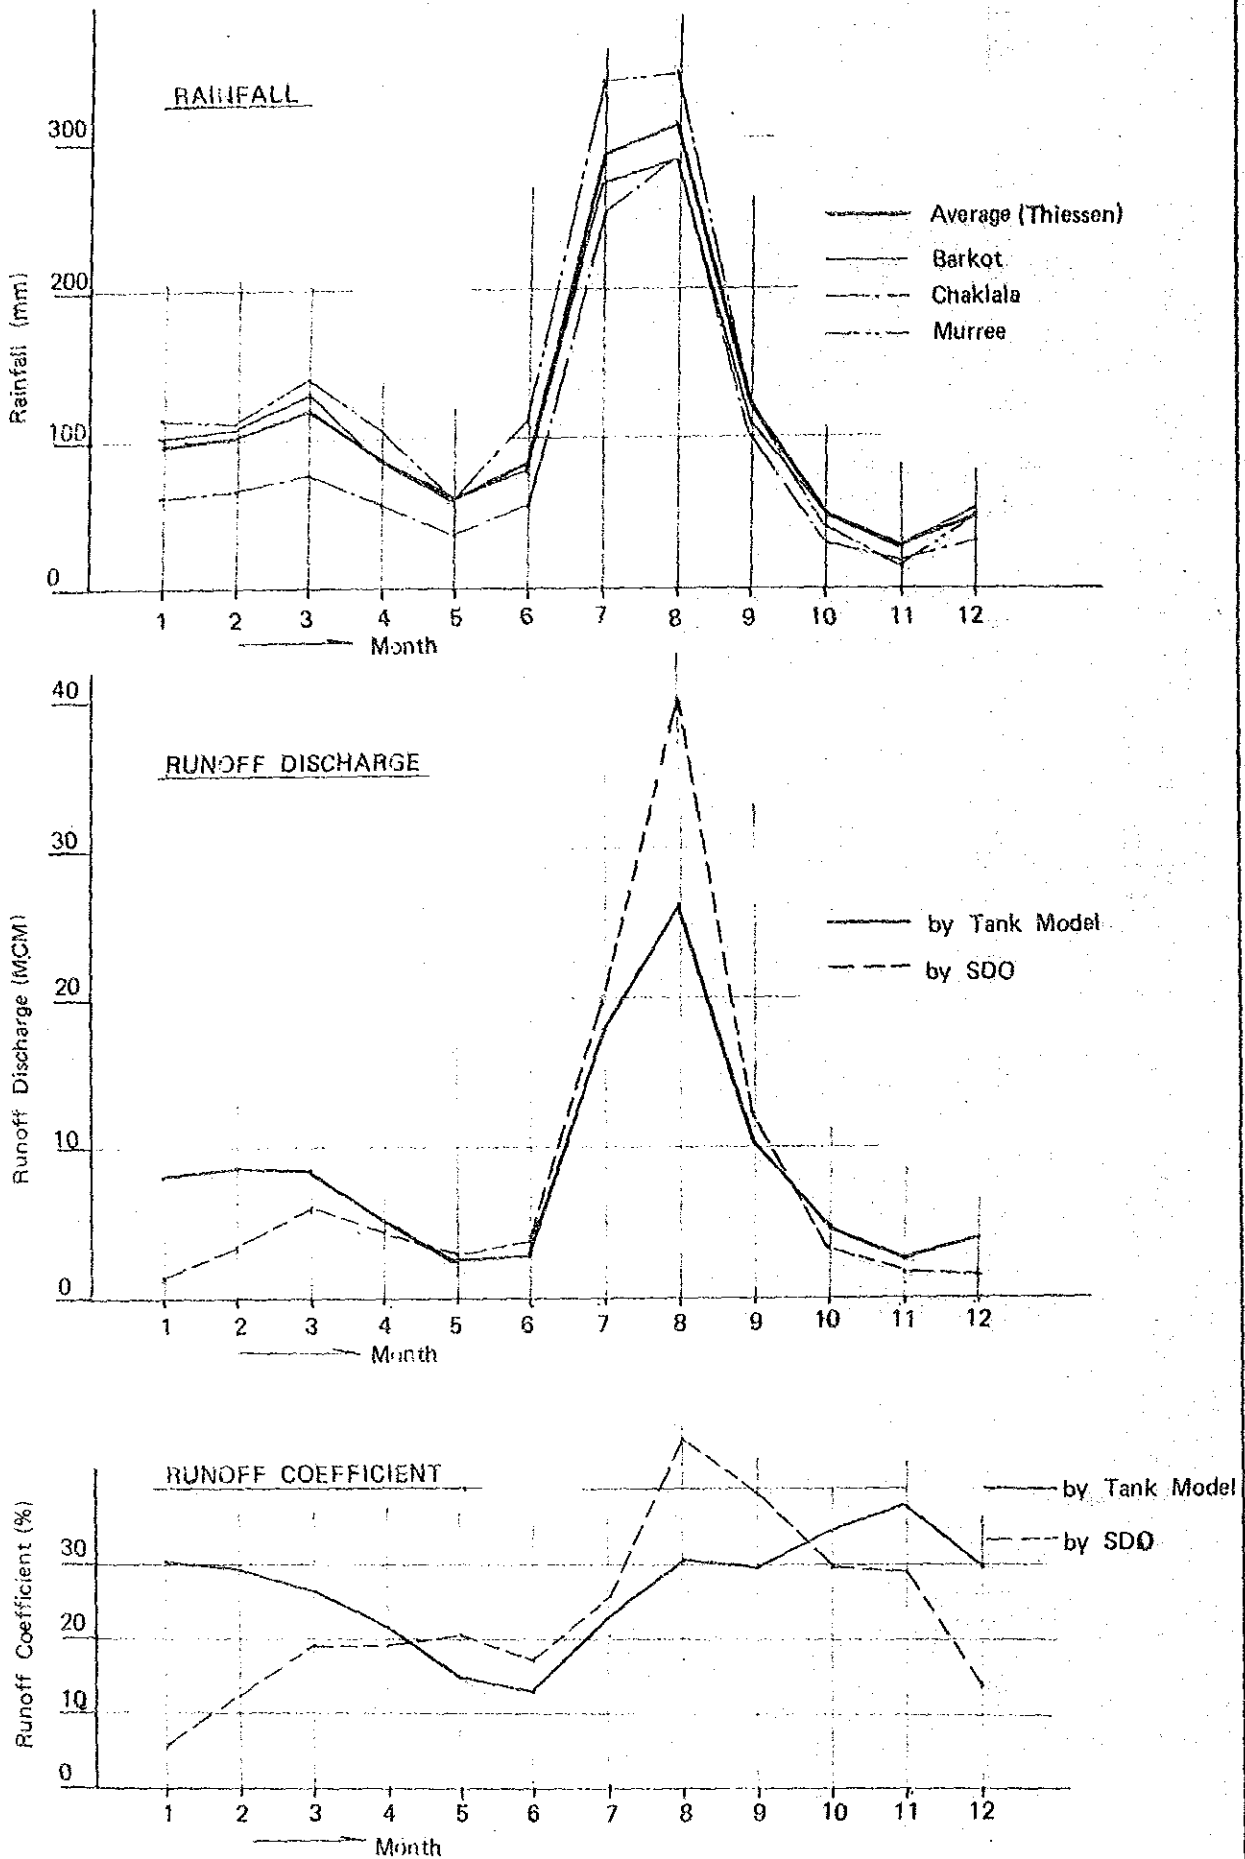 RAINFALL
300
200
100
0
Rainfall (mm)
Average (Thiessen)
Barkot
Chaklala
Murree
1 2 3 4 5 6 7 8 9 10 11 12
Month
RUNOFF DISCHARGE
40
30
20
10
0
Runoff Discharge (MCM)
by Tank Model
by SDO
1 2 3 4 5 6 7 8 9 10 11 12
Month
RUNOFF COEFFICIENT
30
20
10
0
Runoff Coefficient (%)
by Tank Model
by SDO
1 2 3 4 5 6 7 8 9 10 11 12
Month